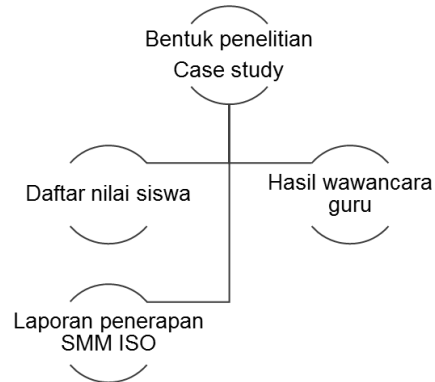 Bentuk penelitian
Case study
Daftar nilai siswa
Hasil wawancara
guru
Laporan penerapan
SMM ISO